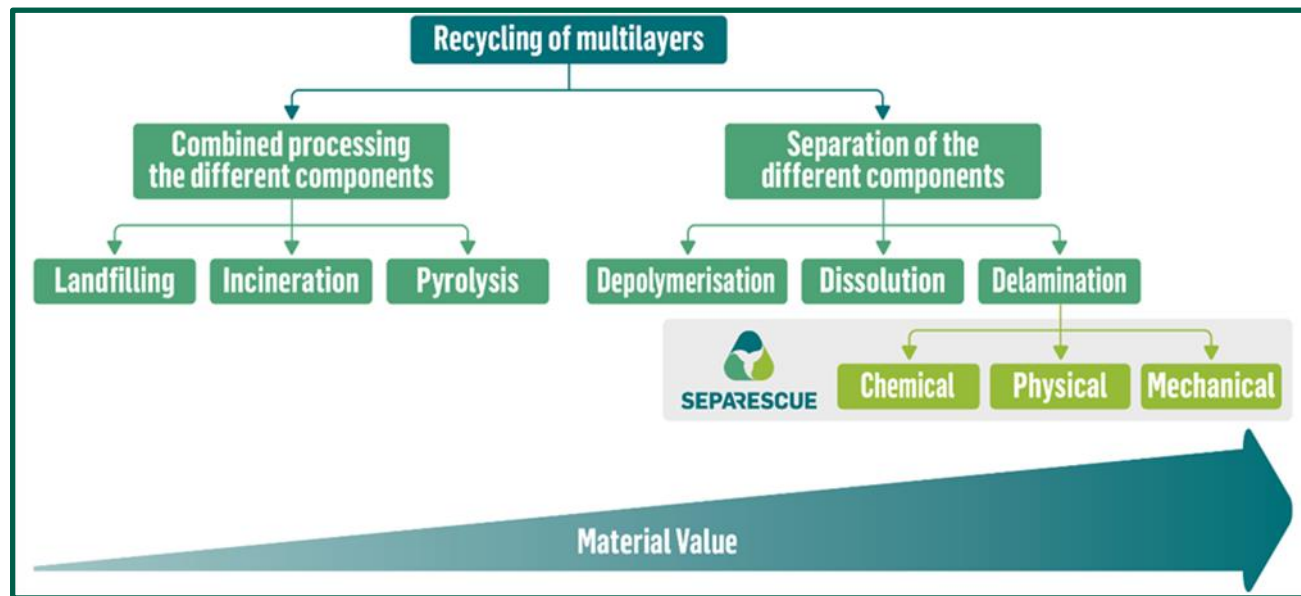 Recycling of multilayers
Combined processing
the different components
Separation of the
different components
Landfilling
Incineration
Pyrolysis
Depolymerisation
Dissolution
Delamination
SEPARESCUE
Chemical
Physical
Mechanical
Material Value